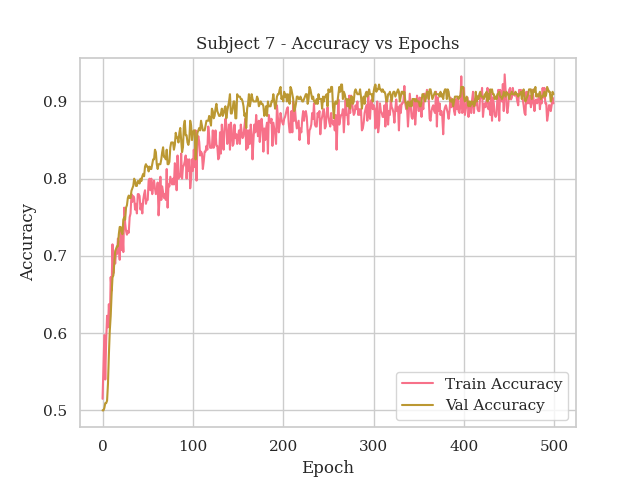 Subject 7 - Accuracy vs Epochs
Accuracy
0.9
0.8
0.7
0.6
0.5
Train Accuracy
Val Accuracy
0 100 200 300 400 500
Epoch